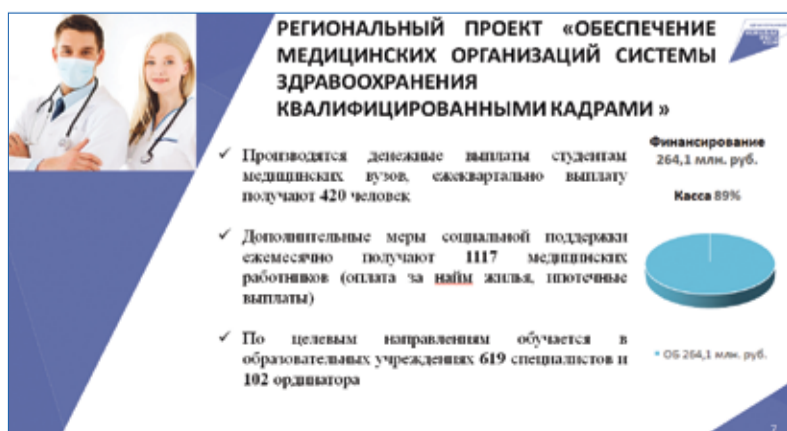 РЕГИОНАЛЬНЫЙ ПРОЕКТ «ОБЕСПЕЧЕНИЕ
МЕДИЦИНСКИХ ОРГАНИЗАЦИЙ СИСТЕМЫ
ЗДРАВООХРАНЕНИЯ
КВАЛИФИЦИРОВАННЫМИ КАДРАМИ »
✓ Производятся денежные выплаты студентам
медицинских вузов, ежеквартально выплату
получают 420 человек
✓ Дополнительные меры социальной поддержки
ежемесячно получают 1117 медицинских
работников (оплата за найм жилья, ипотечные
выплаты)
✓ По целевым направлениям обучается в
образовательных учреждениях 619 специалистов и
102 ординатора
Финансирование
264,1 млн. руб.
Касса 89%
ОБ 264,1 млн. руб.
7